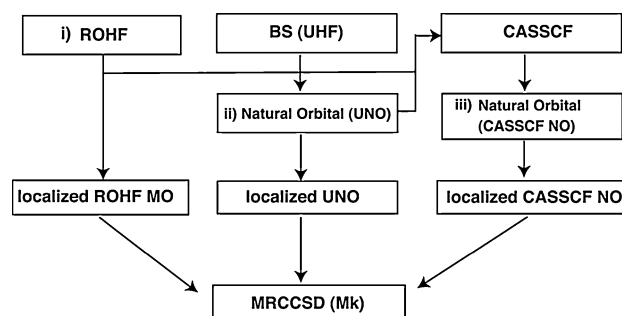 i) ROHF
BS (UHF)
CASSCF
ii) Natural Orbital (UNO)
iii) Natural Orbital
(CASSCF NO)
localized ROHF MO
localized UNO
localized CASSCF NO
MRCCSD (Mk)